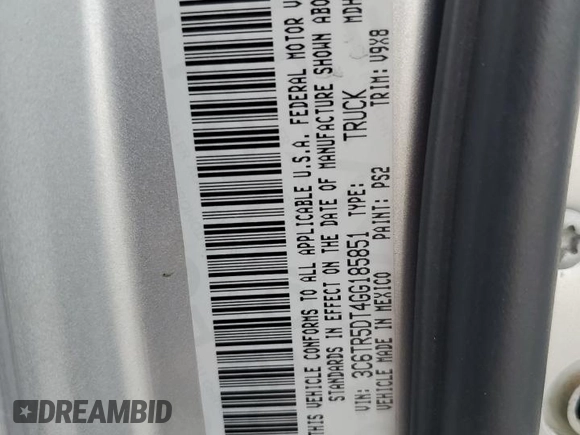 THIS VEHICLE CONFORMS TO ALL APPLICABLE U.S.A. FEDERAL MOTOR
STANDARDS IN EFFECT ON THE DATE OF MANUFACTURE SHOWN
VIN: 3C6TR5DT4GG185851 TYPE: TRUCK MDH
VEHICLE MADE IN MEXICO PAINT: PS2 TRIM: V9X8
DREAMBID